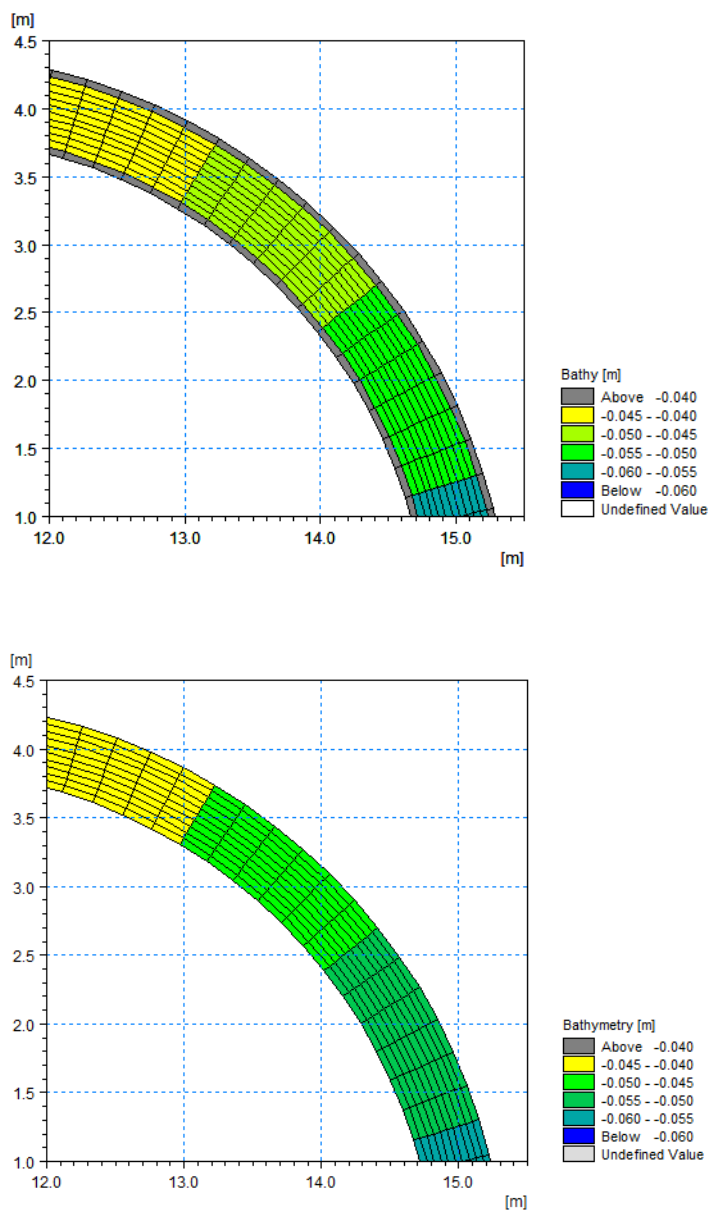 [m]
4.5
4.0
3.5
3.0
2.5
2.0
1.5
1.0
12.0 13.0 14.0 15.0
[m]
Bathy [m]
Above -0.040
-0.045 - -0.040
-0.050 - -0.045
-0.055 - -0.050
-0.060 - -0.055
Below -0.060
Undefined Value
[m]
4.5
4.0
3.5
3.0
2.5
2.0
1.5
1.0
12.0 13.0 14.0 15.0
[m]
Bathymetry [m]
Above -0.040
-0.045 - -0.040
-0.050 - -0.045
-0.055 - -0.050
-0.060 - -0.055
Below -0.060
Undefined Value